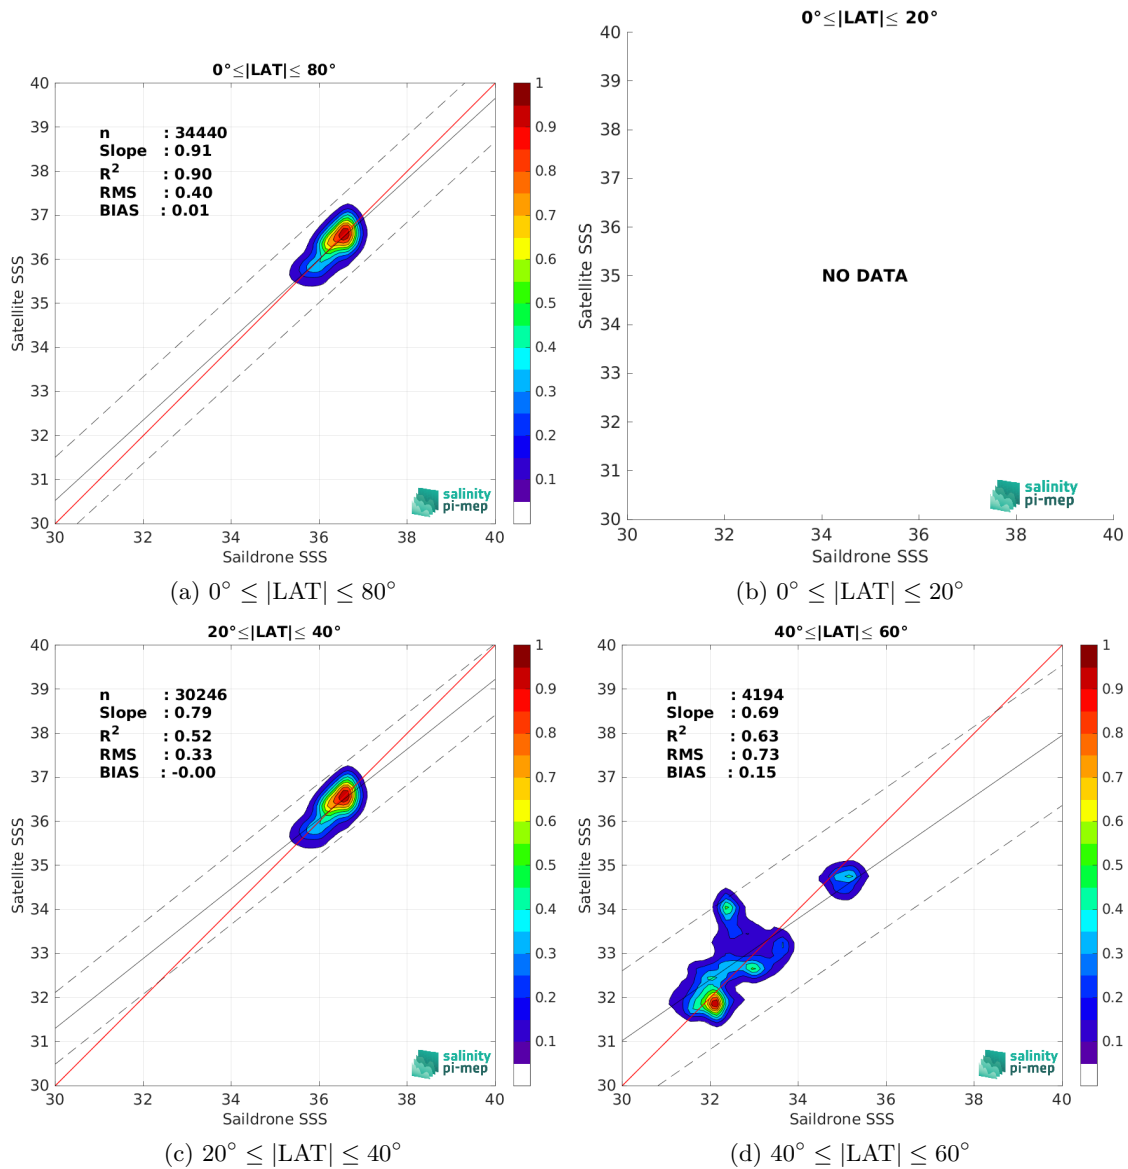 0°≤|LAT|≤ 80°
40
39
38
37
36
35
34
33
32
31
30
n : 34440
Slope : 0.91
R² : 0.90
RMS : 0.40
BIAS : 0.01
Satellite SSS
salinity
pi-mep
30 32 34 36 38 40
Saildrone SSS
1
0.9
0.8
0.7
0.6
0.5
0.4
0.3
0.2
0.1
(a) 0° ≤ |LAT| ≤ 80°
0°≤|LAT|≤ 20°
40
39
38
37
36
35
34
33
32
31
30
Satellite SSS
NO DATA
salinity
pi-mep
30 32 34 36 38 40
Saildrone SSS
(b) 0° ≤ |LAT| ≤ 20°
20°≤|LAT|≤ 40°
40
39
38
37
36
35
34
33
32
31
30
n : 30246
Slope : 0.79
R² : 0.52
RMS : 0.33
BIAS : -0.00
Satellite SSS
salinity
pi-mep
30 32 34 36 38 40
Saildrone SSS
1
0.9
0.8
0.7
0.6
0.5
0.4
0.3
0.2
0.1
(c) 20° ≤ |LAT| ≤ 40°
40°≤|LAT|≤ 60°
40
39
38
37
36
35
34
33
32
31
30
n : 4194
Slope : 0.69
R² : 0.63
RMS : 0.73
BIAS : 0.15
Satellite SSS
salinity
pi-mep
30 32 34 36 38 40
Saildrone SSS
1
0.9
0.8
0.7
0.6
0.5
0.4
0.3
0.2
0.1
(d) 40° ≤ |LAT| ≤ 60°